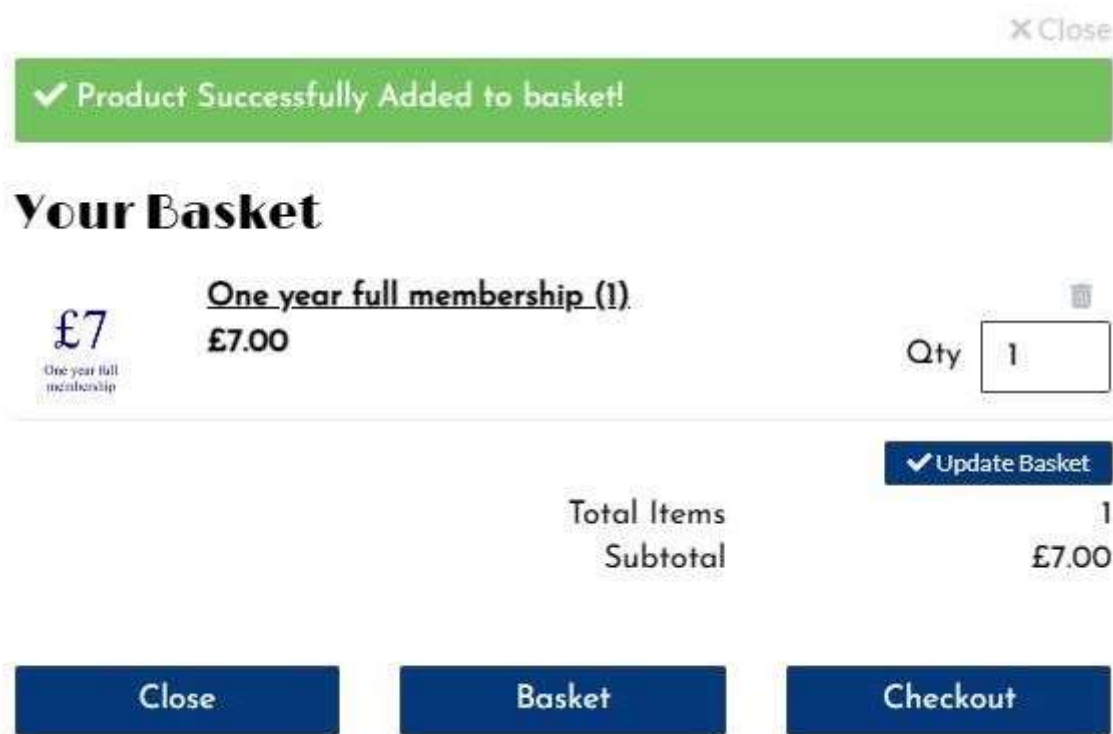 × Close
✔ Product Successfully Added to basket!
Your Basket
One year full membership (1)
£7.00
£7
One year full
membership
Qty 1
✔ Update Basket
Total Items 1
Subtotal £7.00
Close Basket Checkout